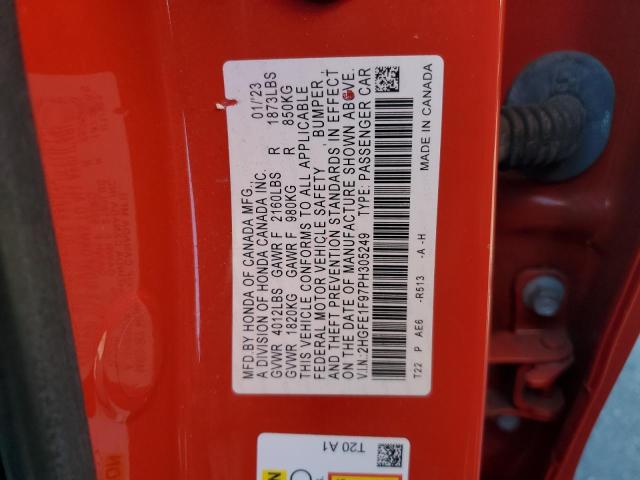 MFD.BY HONDA OF CANADA MFG., 01/'23
A DIVISION OF HONDA CANADA INC.
GVWR 4012LBS GAWR F 2160LBS R 1873LBS
GVWR 1820KG GAWR F 980KG R 850KG
THIS VEHICLE CONFORMS TO ALL APPLICABLE
FEDERAL MOTOR VEHICLE SAFETY, BUMPER,
AND THEFT PREVENTION STANDARDS IN EFFECT
ON THE DATE OF MANUFACTURE SHOWN ABOVE.
V.I.N.:2HGFE1F97PH305249 TYPE: PASSENGER CAR
T22 P AE6 -R513 -A -H MADE IN CANADA
T20 A1